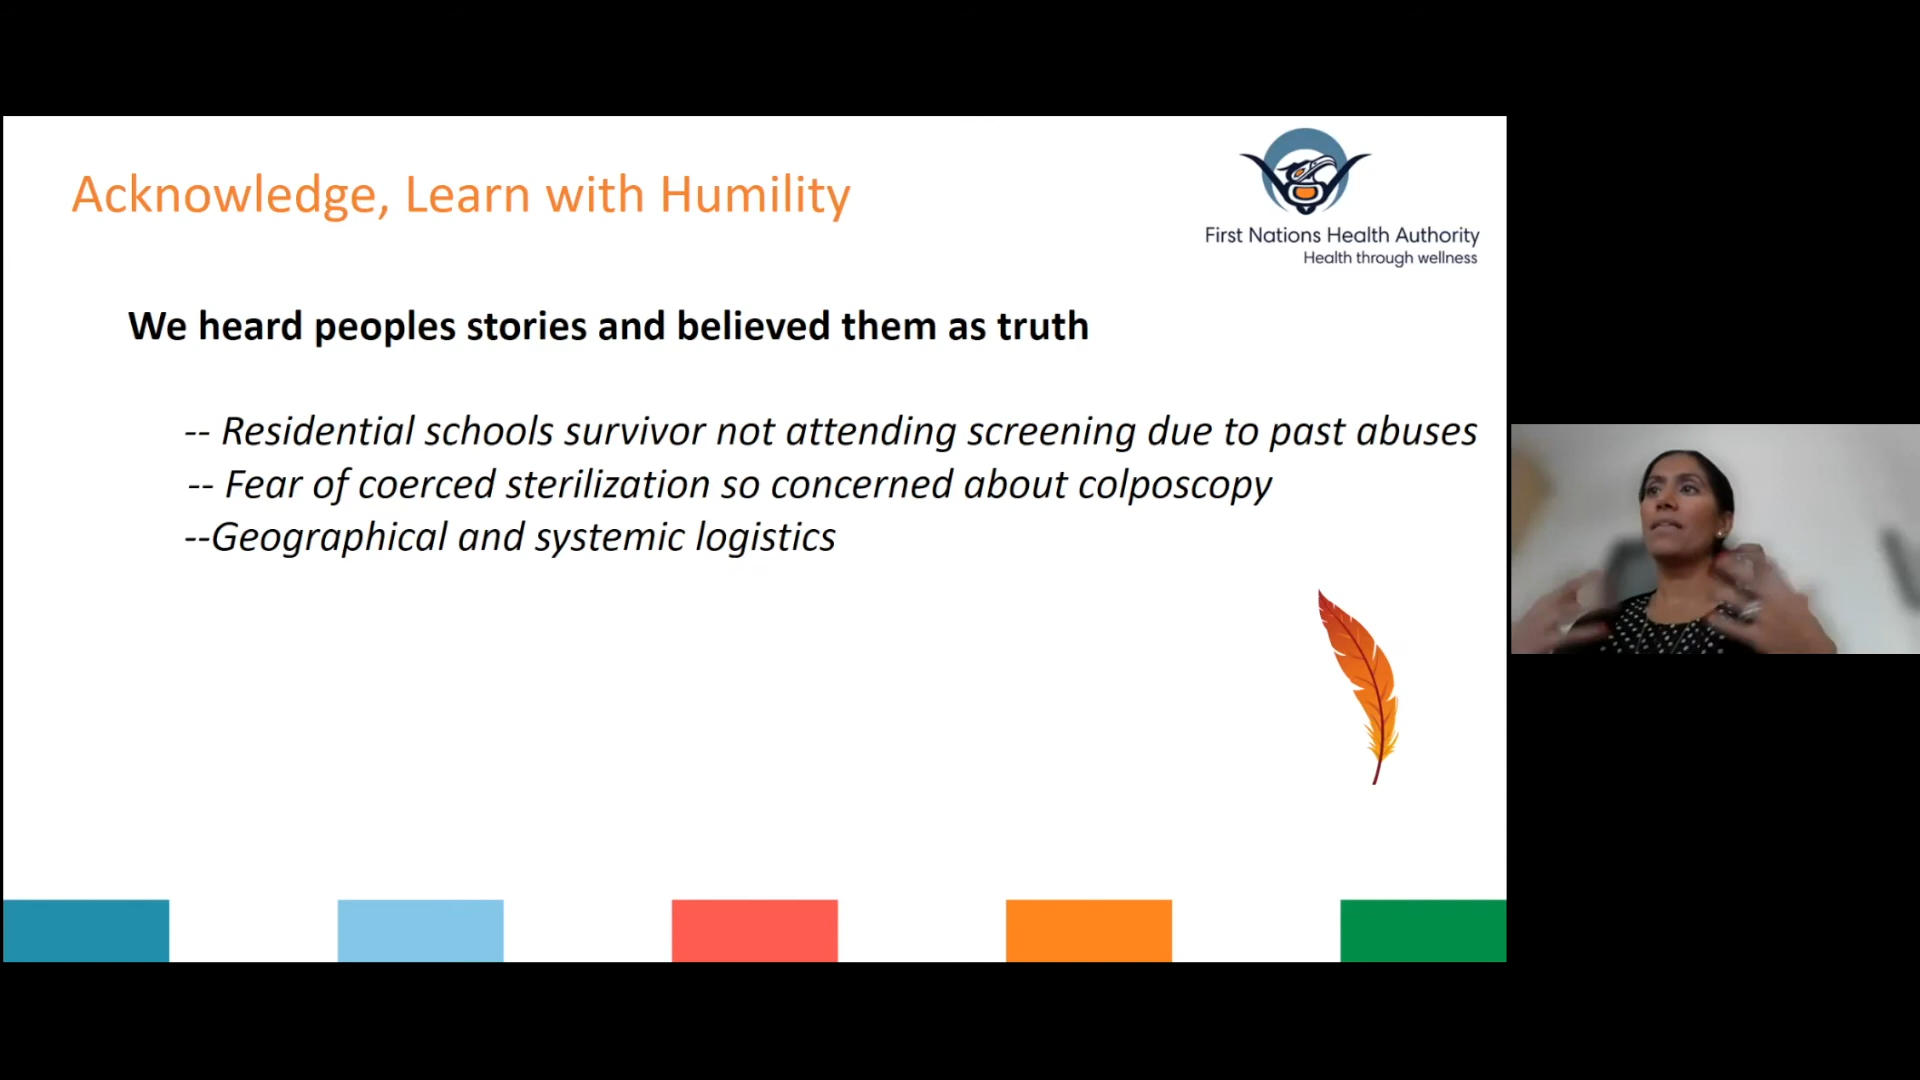 Acknowledge, Learn with Humility
First Nations Health Authority
Health through wellness
We heard peoples stories and believed them as truth
-- Residential schools survivor not attending screening due to past abuses
-- Fear of coerced sterilization so concerned about colposcopy
--Geographical and systemic logistics